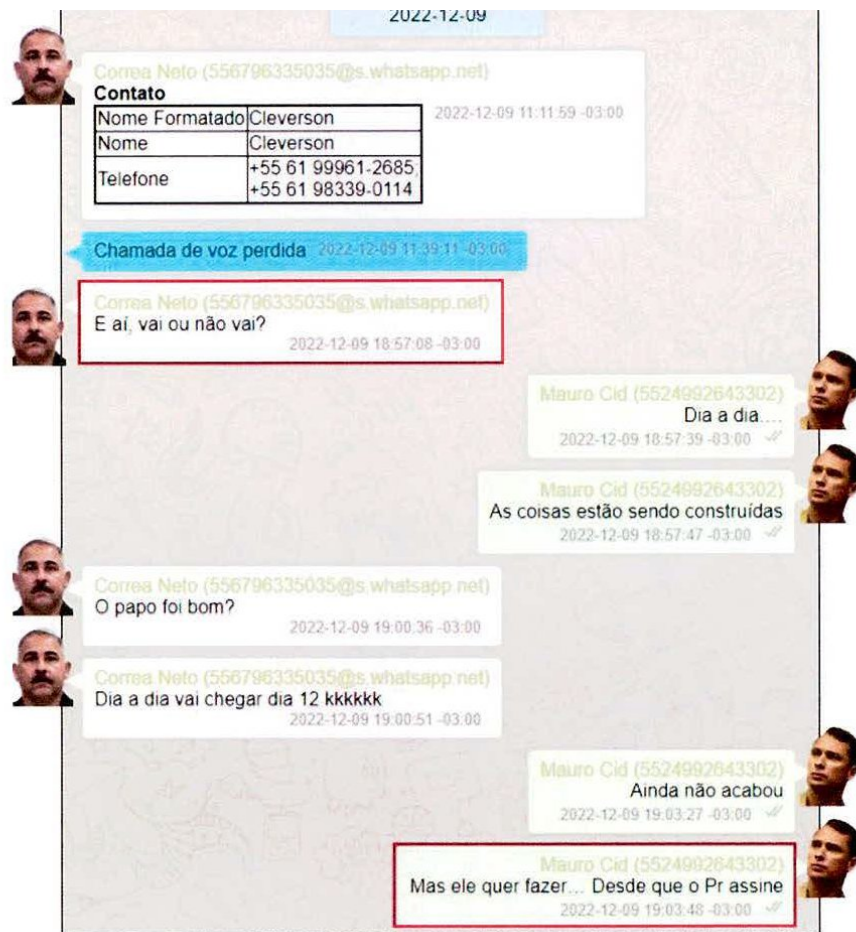 2022-12-09
Correa Neto (556796335035@s.whatsapp.net)
Contato
Nome Formatado Cleverson
2022-12-09 11:11:59 -03:00
Nome Cleverson
Telefone +55 61 99961-2685;
+55 61 98339-0114
Chamada de voz perdida 2022-12-09 11:39:11 -03:00
Correa Neto (556796335035@s.whatsapp.net)
E aí, vai ou não vai?
2022-12-09 18:57:08 -03:00
Mauro Cid (5524992643302)
Dia a dia....
2022-12-09 18:57:39 -03:00
Mauro Cid (5524992643302)
As coisas estão sendo construídas
2022-12-09 18:57:47 -03:00
Correa Neto (556796335035@s.whatsapp.net)
O papo foi bom?
2022-12-09 19:00:36 -03:00
Correa Neto (556796335035@s.whatsapp.net)
Dia a dia vai chegar dia 12 kkkkkk
2022-12-09 19:00:51 -03:00
Mauro Cid (5524992643302)
Ainda não acabou
2022-12-09 19:03:27 -03:00
Mauro Cid (5524992643302)
Mas ele quer fazer... Desde que o Pr assine
2022-12-09 19:03:48 -03:00